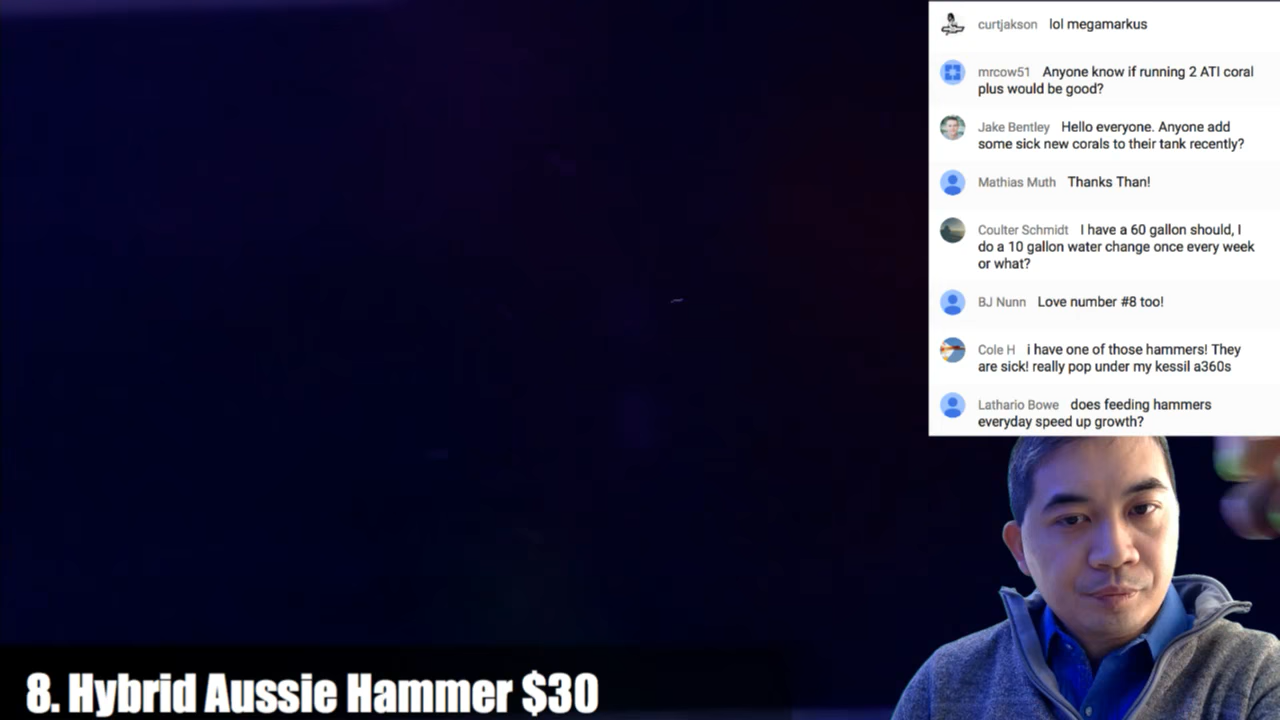 curtjakson lol megamarkus
mrcow51 Anyone know if running 2 ATI coral
plus would be good?
Jake Bentley Hello everyone. Anyone add
some sick new corals to their tank recently?
Mathias Muth Thanks Than!
Coulter Schmidt I have a 60 gallon should, I
do a 10 gallon water change once every week
or what?
BJ Nunn Love number #8 too!
Cole H i have one of those hammers! They
are sick! really pop under my kessil a360s
Lathario Bowe does feeding hammers
everyday speed up growth?
8. Hybrid Aussie Hammer $30